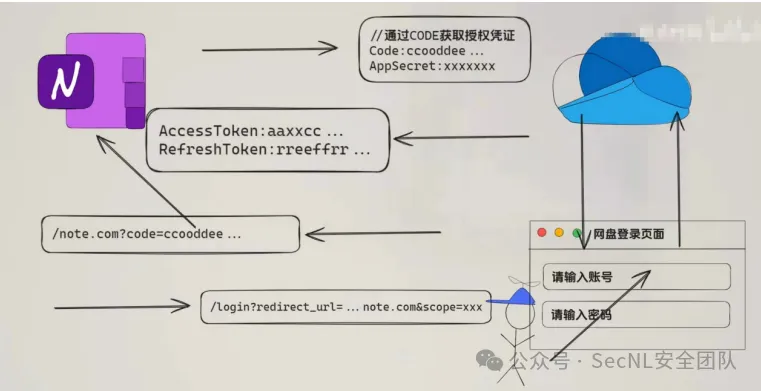 //通过CODE获取授权凭证
Code:ccooddee...
AppSecret:xxxxxxx
N
AccessToken:aaxxcc...
RefreshToken:rreeffrr...
/note.com?code=ccooddee...
网盘登录页面
请输入账号
/login?redirect_url=...note.com&scope=xxx
请输入密码
公众号·SecNL安全团队